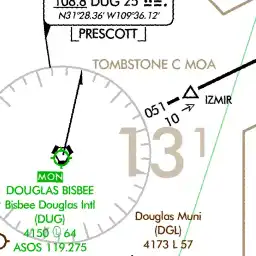 108.8 DUG 25
N31°28.36' W109°36.12'
PRESCOTT
TOMBSTONE C MOA
051
10
IZMIR
13¹
MON
DOUGLAS BISBEE
Bisbee Douglas Intl
(DUG)
4150 64
ASOS 119.275
Douglas Muni
(DGL)
4173 L 57